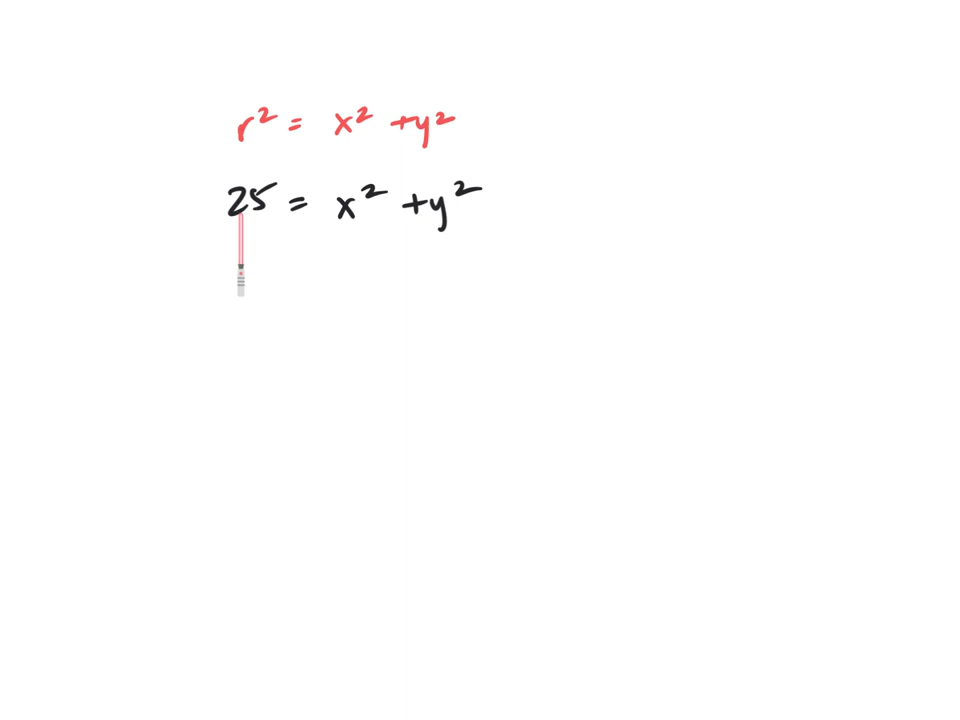 r² = x² + y²
25 = x² + y²